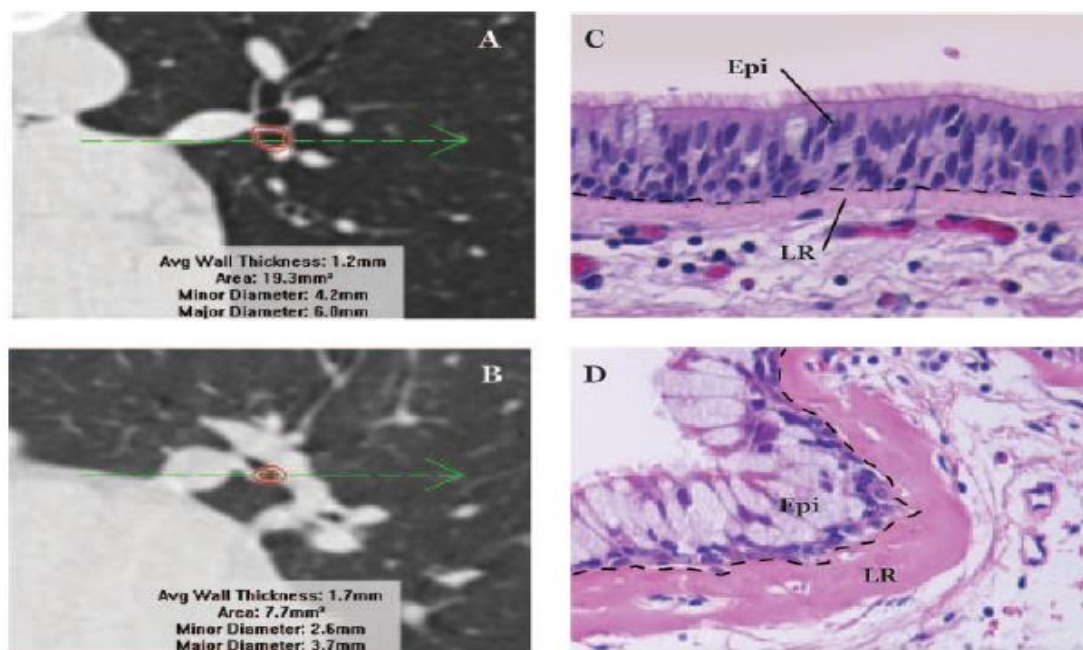 A
Avg Wall Thickness: 1.2mm
Area: 19.3mm²
Minor Diameter: 4.2mm
Major Diameter: 6.0mm
C
Epi
LR
B
Avg Wall Thickness: 1.7mm
Area: 7.7mm²
Minor Diameter: 2.6mm
Major Diameter: 3.7mm
D
Epi
LR